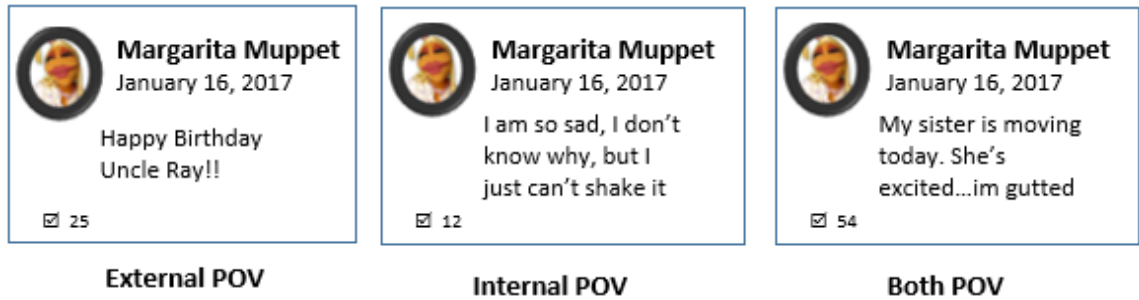 Margarita Muppet
January 16, 2017
Happy Birthday
Uncle Ray!!
☑ 25
External POV
Margarita Muppet
January 16, 2017
I am so sad, I don't
know why, but I
just can't shake it
☑ 12
Internal POV
Margarita Muppet
January 16, 2017
My sister is moving
today. She's
excited...im gutted
☑ 54
Both POV